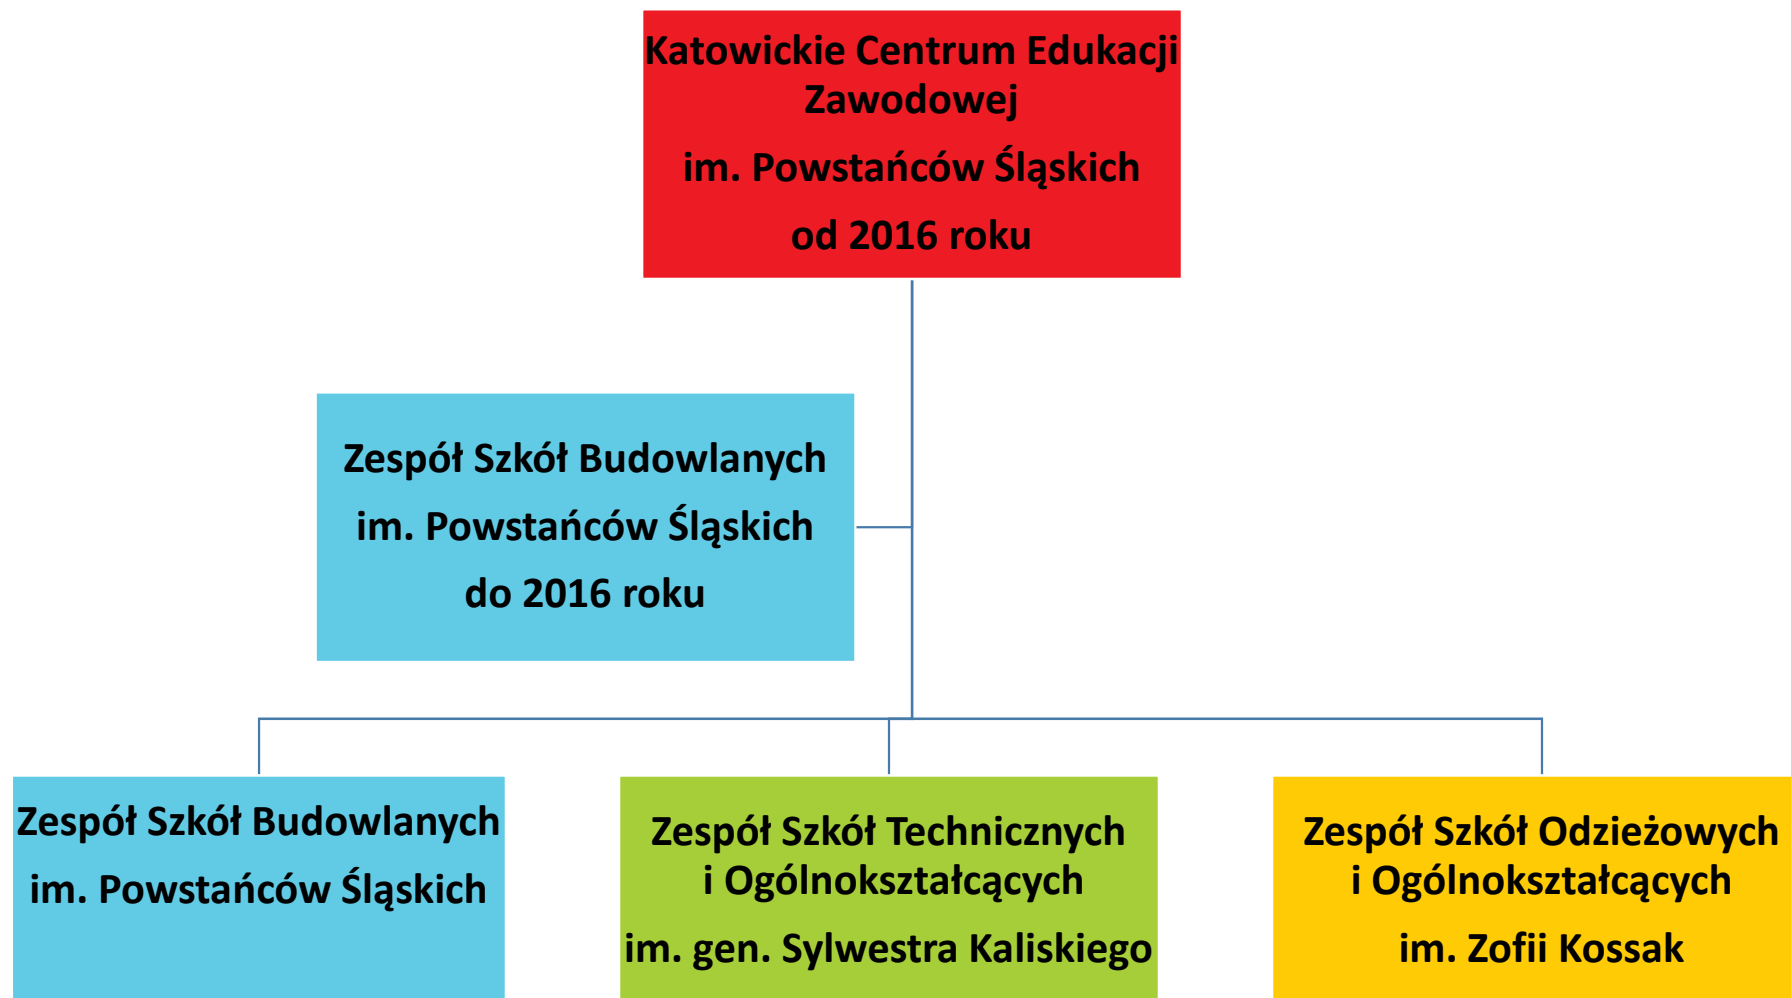 Katowickie Centrum Edukacji
Zawodowej
im. Powstańców Śląskich
od 2016 roku
Zespół Szkół Budowlanych
im. Powstańców Śląskich
do 2016 roku
Zespół Szkół Budowlanych
im. Powstańców Śląskich
Zespół Szkół Technicznych
i Ogólnokształcących
im. gen. Sylwestra Kaliskiego
Zespół Szkół Odzieżowych
i Ogólnokształcących
im. Zofii Kossak